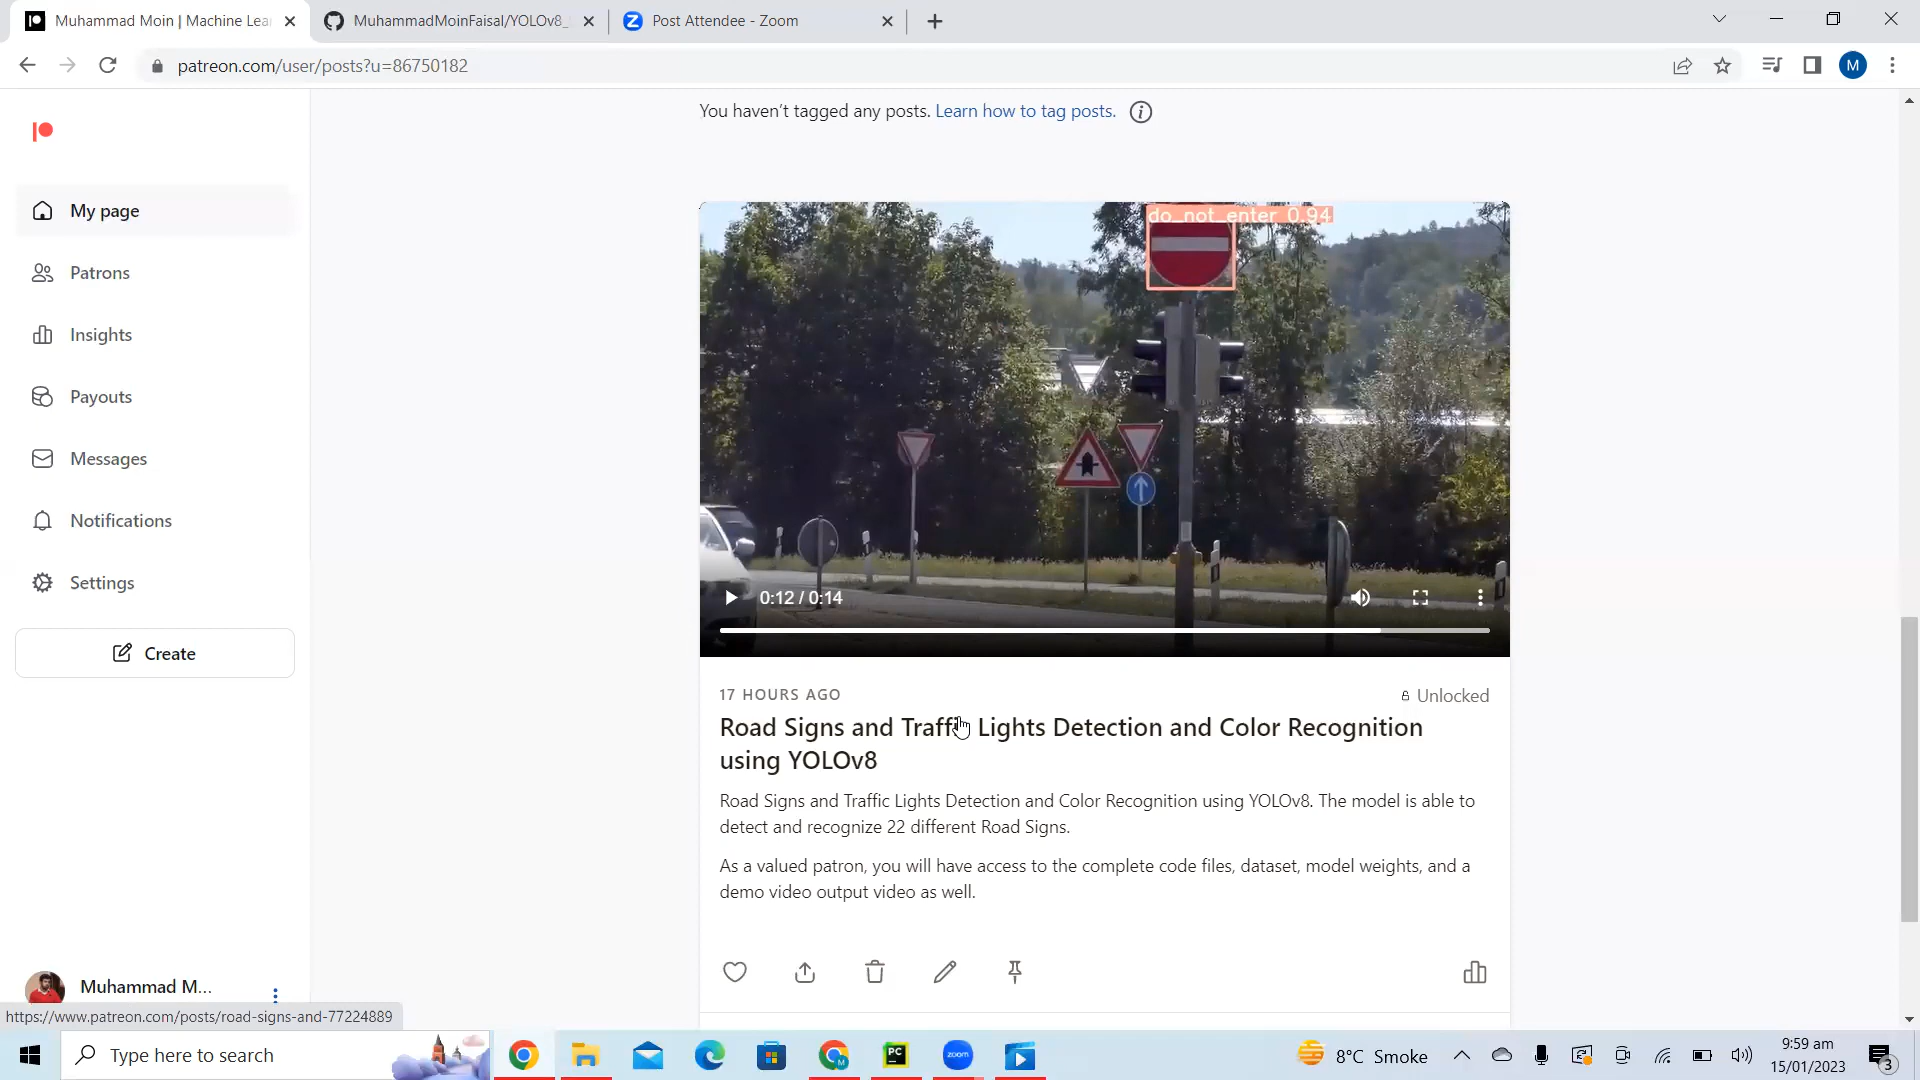 Muhammad Moin | Machine Lea
MuhammadMoinFaisal/YOLOv8_
Post Attendee - Zoom
patreon.com/user/posts?u=86750182
M
You haven't tagged any posts. Learn how to tag posts.
My page
Patrons
Insights
Payouts
Messages
Notifications
Settings
Create
do_not_enter 0.94
0:12 / 0:14
17 HOURS AGO
Unlocked
Road Signs and Traffic Lights Detection and Color Recognition
using YOLOv8
Road Signs and Traffic Lights Detection and Color Recognition using YOLOv8. The model is able to
detect and recognize 22 different Road Signs.
As a valued patron, you will have access to the complete code files, dataset, model weights, and a
demo video output video as well.
Muhammad M...
https://www.patreon.com/posts/road-signs-and-77224889
Type here to search
M
PC
zoom
8°C Smoke
9:59 am
15/01/2023
3